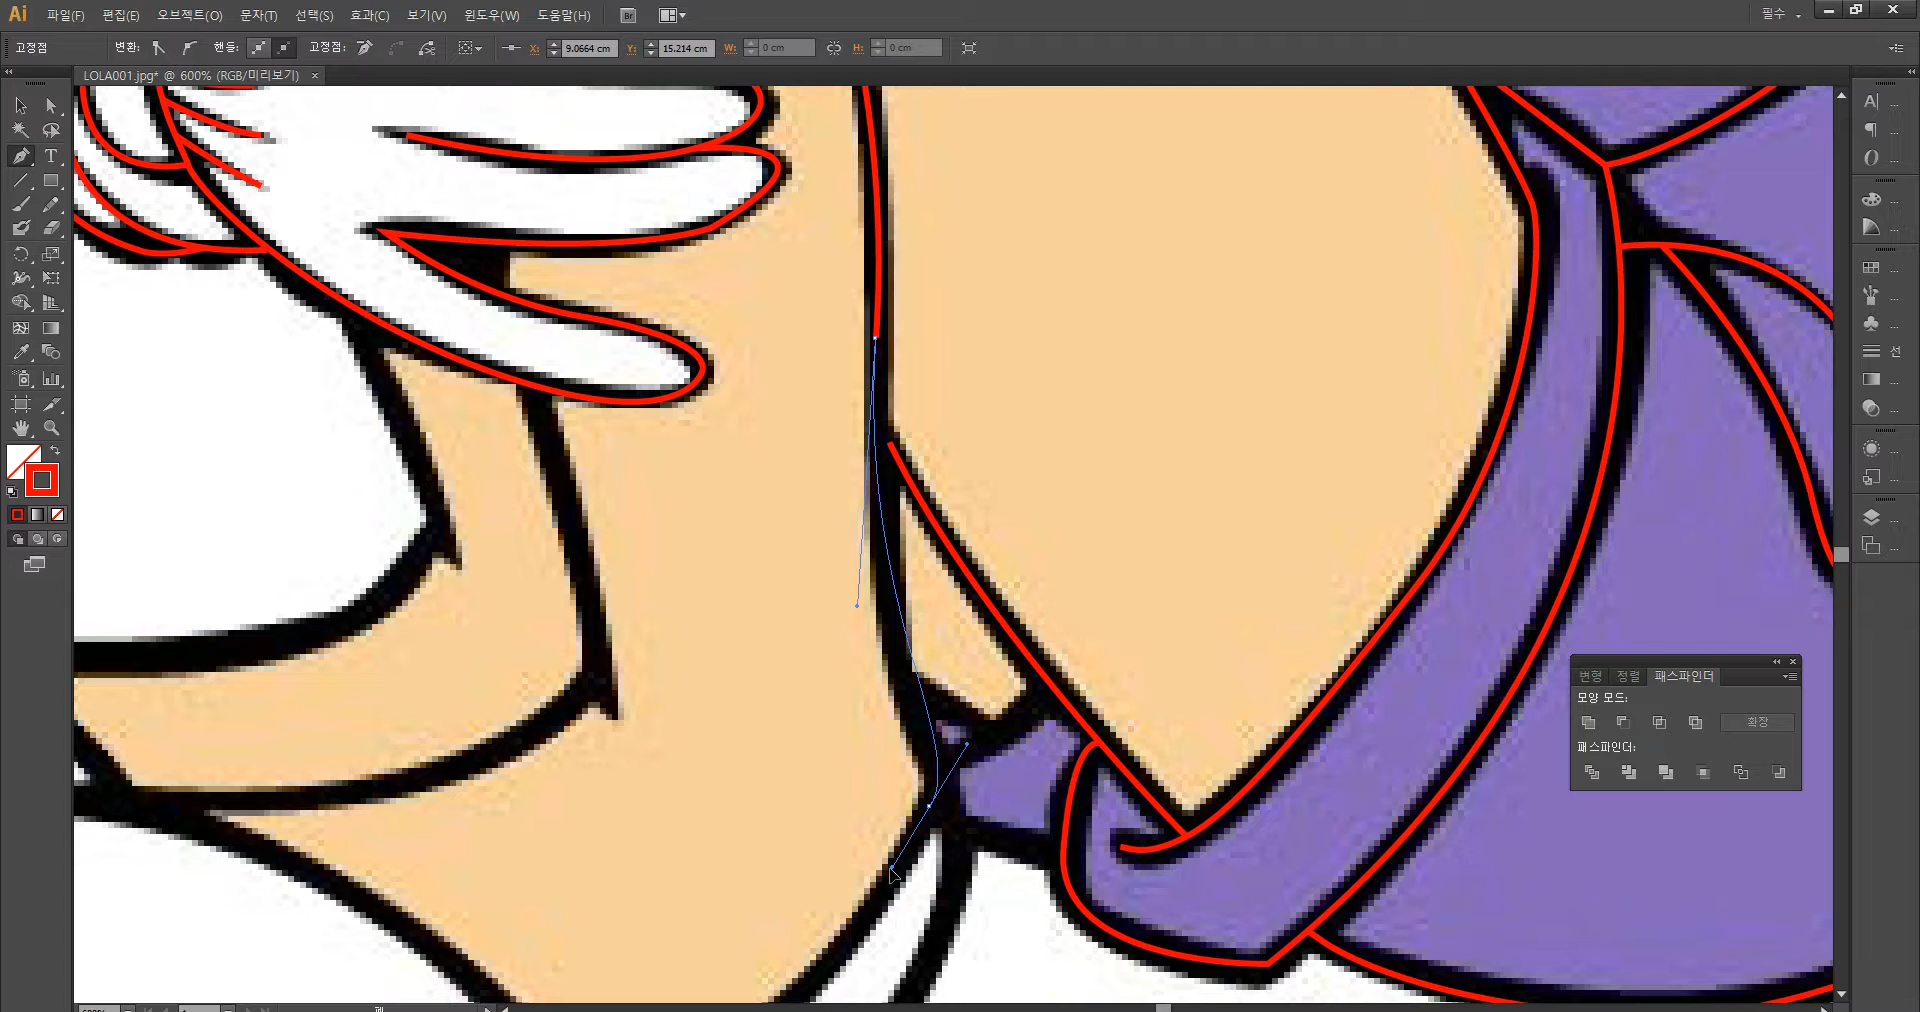 Ai 파일(F) 편집(E) 오브젝트(O) 문자(T) 선택(S) 효과(C) 보기(V) 윈도우(W) 도움말(H) Br 필수
고정점 변환: 핸들: 고정점: X: 9.0664 cm Y: 15.214 cm W: 0 cm H: 0 cm
LOLA001.jpg* @ 600% (RGB/미리보기) ×
선
변형 정렬 패스파인더
모양 모드:
확장
패스파인더: